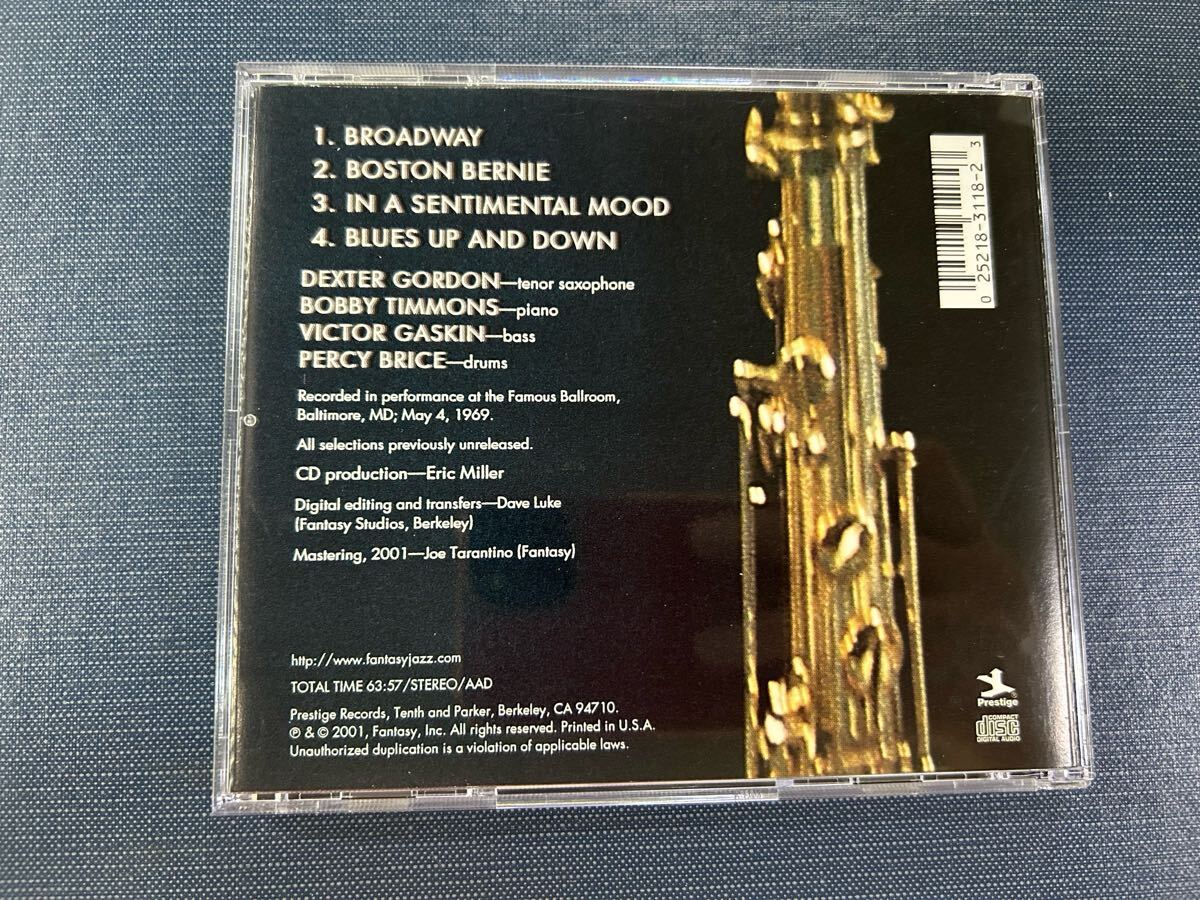 1. BROADWAY
2. BOSTON BERNIE
3. IN A SENTIMENTAL MOOD
4. BLUES UP AND DOWN
DEXTER GORDON—tenor saxophone
BOBBY TIMMONS—piano
VICTOR GASKIN—bass
PERCY BRICE—drums
Recorded in performance at the Famous Ballroom,
Baltimore, MD; May 4, 1969.
All selections previously unreleased.
CD production—Eric Miller
Digital editing and transfers—Dave Luke
(Fantasy Studios, Berkeley)
Mastering, 2001—Joe Tarantino (Fantasy)
http://www.fantasyjazz.com
TOTAL TIME 63:57/STEREO/AAD
Prestige Records, Tenth and Parker, Berkeley, CA 94710.
℗ & © 2001, Fantasy, Inc. All rights reserved. Printed in U.S.A.
Unauthorized duplication is a violation of applicable laws.
0 25218-3118-2 3
Prestige®
COMPACT
disc
DIGITAL AUDIO